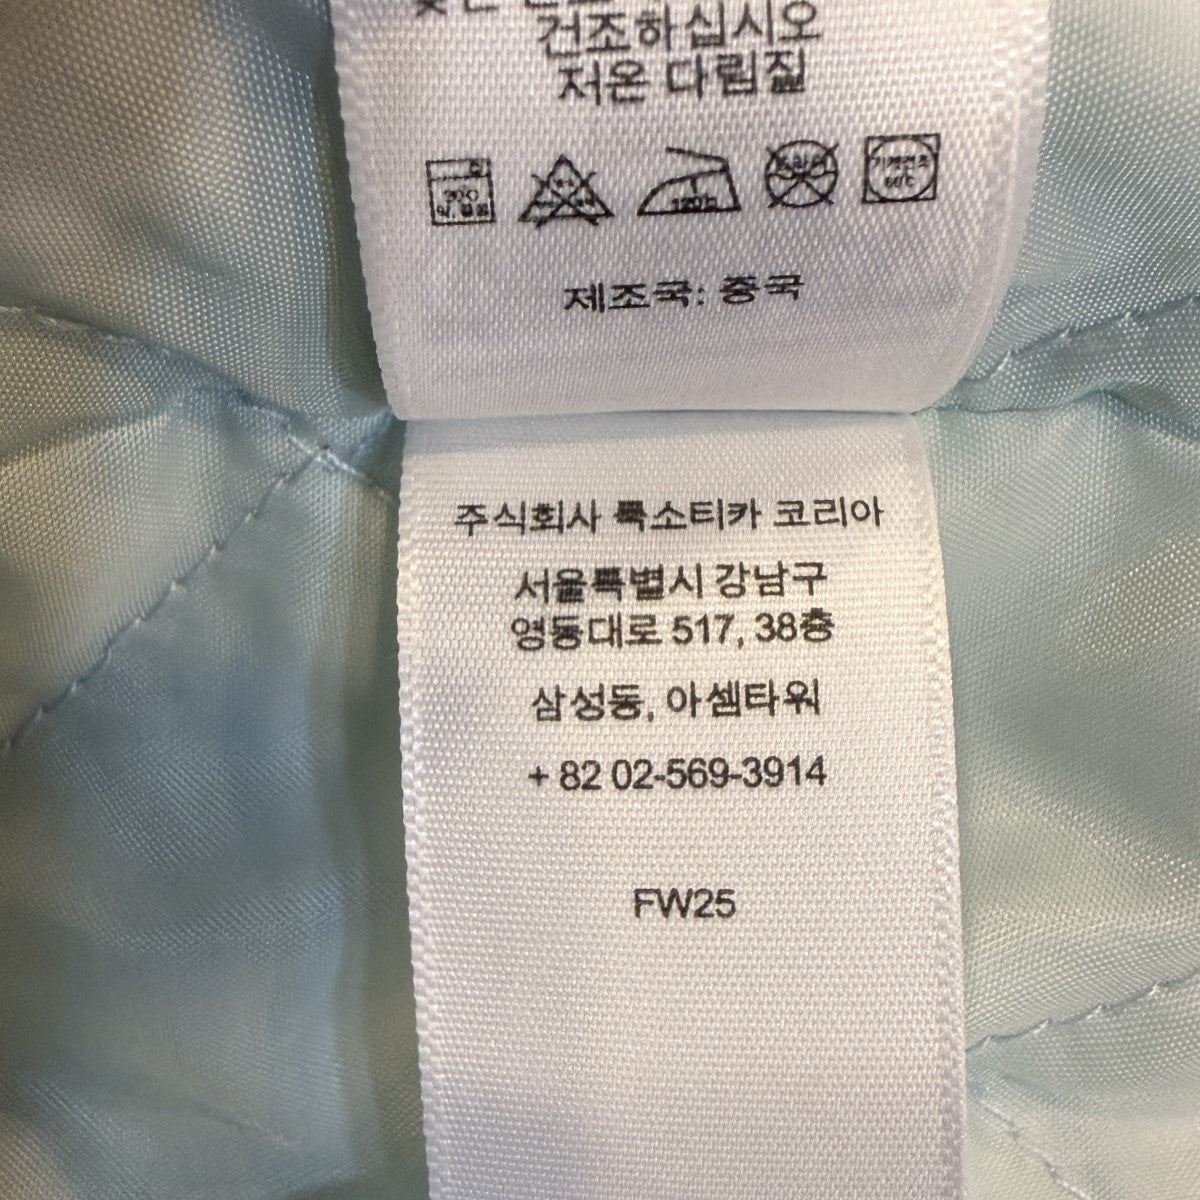 건조하십시오
저온 다림질
120℃
제조국: 중국
주식회사 룩소티카 코리아
서울특별시 강남구
영동대로 517, 38층
삼성동, 아셈타워
+ 82 02-569-3914
FW25